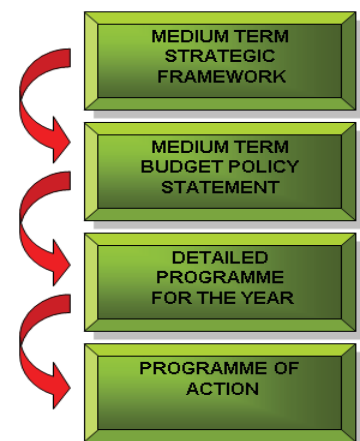 MEDIUM TERM
STRATEGIC
FRAMEWORK
MEDIUM TERM
BUDGET POLICY
STATEMENT
DETAILED
PROGRAMME
FOR THE YEAR
PROGRAMME OF
ACTION